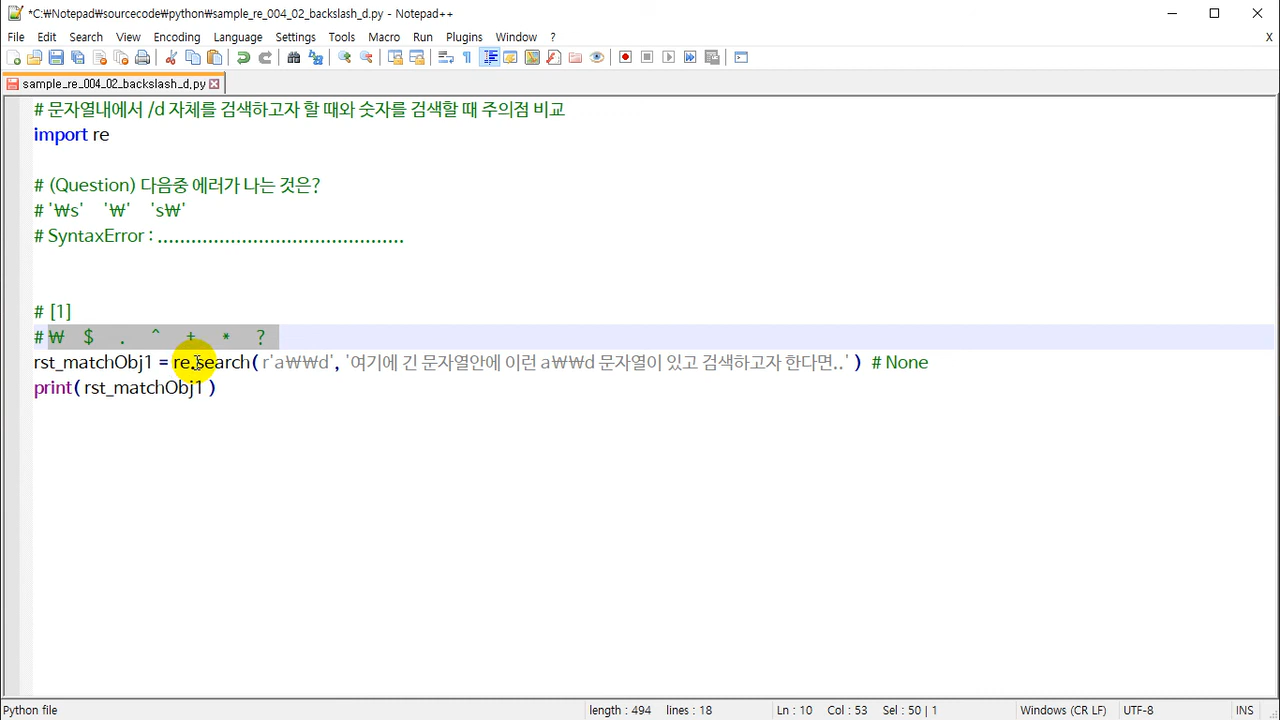 *C:₩Notepad₩sourcecode₩python₩sample_re_004_02_backslash_d.py - Notepad++
File Edit Search View Encoding Language Settings Tools Macro Run Plugins Window ? X
sample_re_004_02_backslash_d.py
# 문자열내에서 /d 자체를 검색하고자 할 때와 숫자를 검색할 때 주의점 비교
import re
# (Question) 다음중 에러가 나는 것은?
# '₩s' '₩' 's₩'
# SyntaxError : ............................................
# [1]
# ₩ $ . ^ + * ?
rst_matchObj1 = re.search( r'a₩₩d', '여기에 긴 문자열안에 이런 a₩₩d 문자열이 있고 검색하고자 한다면..' ) # None
print( rst_matchObj1 )
Python file length : 494 lines : 18 Ln : 10 Col : 53 Sel : 50 | 1 Windows (CR LF) UTF-8 INS